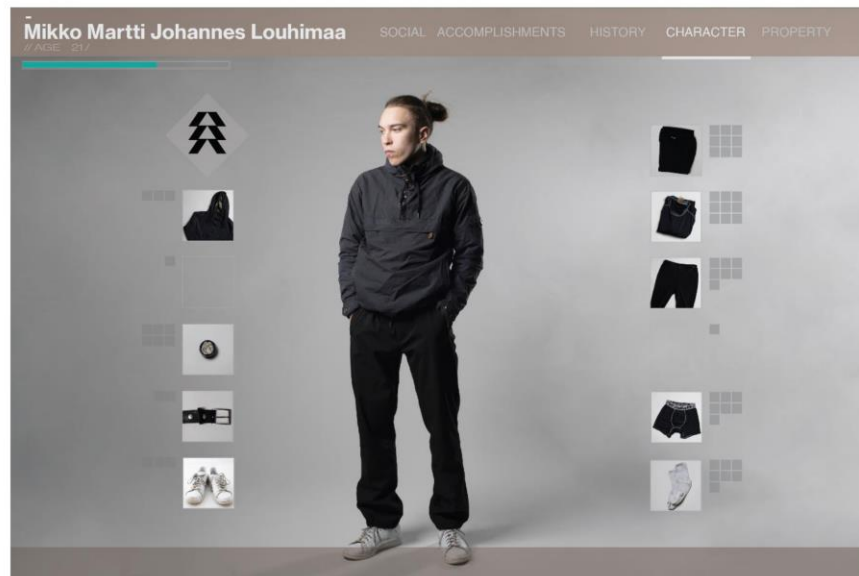 Mikko Martti Johannes Louhimaa
// AGE 21 /
SOCIAL ACCOMPLISHMENTS HISTORY CHARACTER PROPERTY